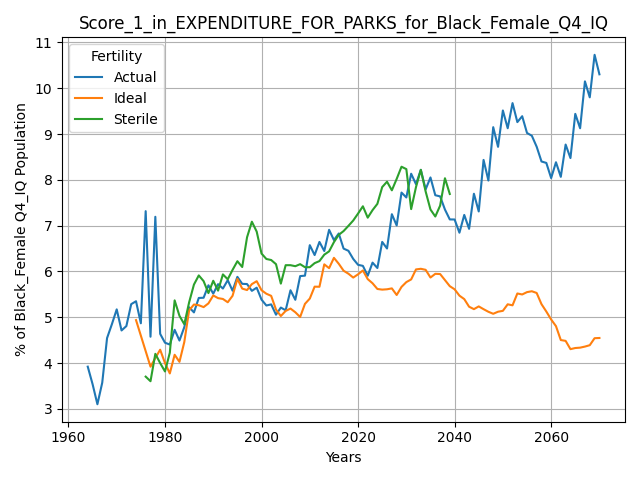 Score_1_in_EXPENDITURE_FOR_PARKS_for_Black_Female_Q4_IQ
11
10
9
8
7
6
5
4
3
% of Black_Female Q4_IQ Population
Fertility
Actual
Ideal
Sterile
1960 1980 2000 2020 2040 2060
Years